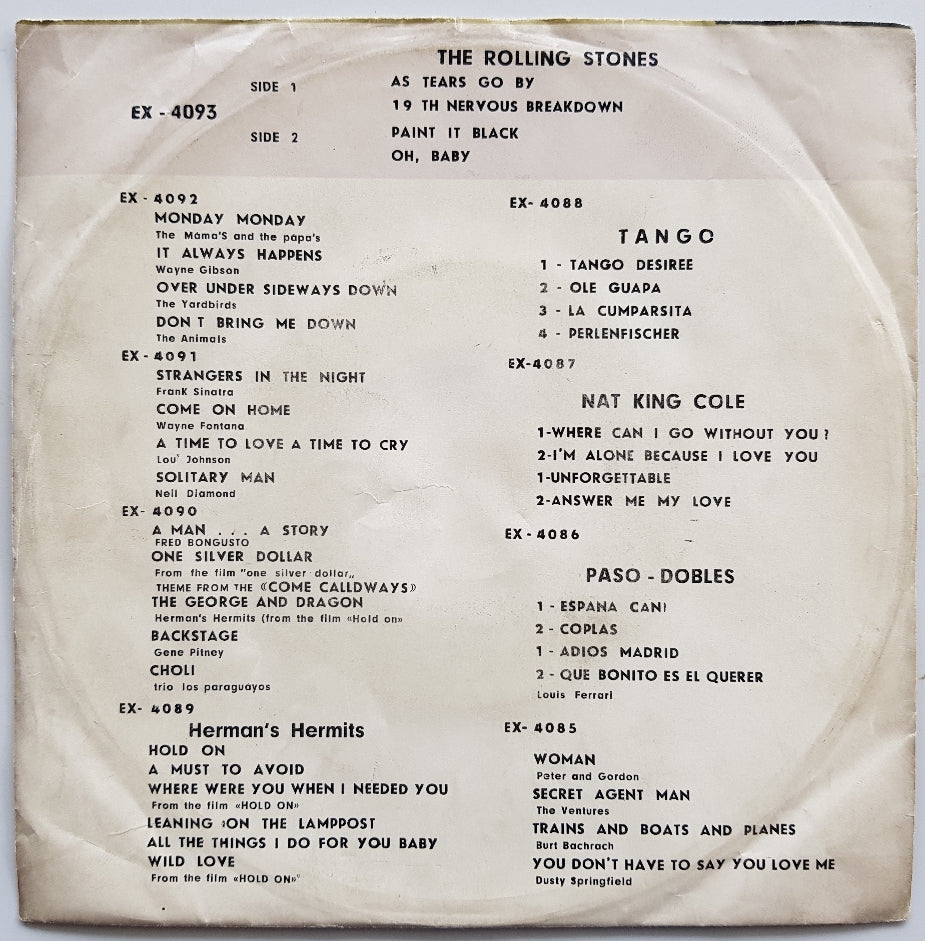 THE ROLLING STONES
SIDE 1 AS TEARS GO BY
19 TH NERVOUS BREAKDOWN
EX - 4093
SIDE 2 PAINT IT BLACK
OH, BABY
EX - 4092
MONDAY MONDAY
The Mama'S and the papa's
IT ALWAYS HAPPENS
Wayne Gibson
OVER UNDER SIDEWAYS DOWN
The Yardbirds
DON T BRING ME DOWN
The Animals
EX - 4091
STRANGERS IN THE NIGHT
FranK Sinatra
COME ON HOME
Wayne Fontana
A TIME TO LOVE A TIME TO CRY
Lou' Johnson
SOLITARY MAN
Neil Diamond
EX- 4090
A MAN . . . A STORY
FRED BONGUSTO
ONE SILVER DOLLAR
From the film "one silver dollar„
THEME FROM THE «COME CALLDWAYS»
THE GEORGE AND DRAGON
Herman's Hermits (from the film «Hold on»
BACKSTAGE
Gene Pitney
CHOLI
trio los paraguayos
EX- 4089
Herman's Hermits
HOLD ON
A MUST TO AVOID
WHERE WERE YOU WHEN I NEEDED YOU
From the film «HOLD ON»
LEANING ON THE LAMPPOST
ALL THE THINGS I DO FOR YOU BABY
WILD LOVE
From the film «HOLD ON»
EX- 4088
TANGO
1 - TANGO DESIREE
2 - OLE GUAPA
3 - LA CUMPARSITA
4 - PERLENFISCHER
EX-4087
NAT KING COLE
1-WHERE CAN I GO WITHOUT YOU?
2-I'M ALONE BECAUSE I LOVE YOU
1-UNFORGETTABLE
2-ANSWER ME MY LOVE
EX-4086
PASO - DOBLES
1 - ESPANA CANI
2 - COPLAS
1 - ADIOS MADRID
2 - QUE BONITO ES EL QUERER
Louis Ferrari
EX- 4085
WOMAN
Peter and Gordon
SECRET AGENT MAN
The Ventures
TRAINS AND BOATS AND PLANES
Burt Bachrach
YOU DON'T HAVE TO SAY YOU LOVE ME
Dusty Springfield